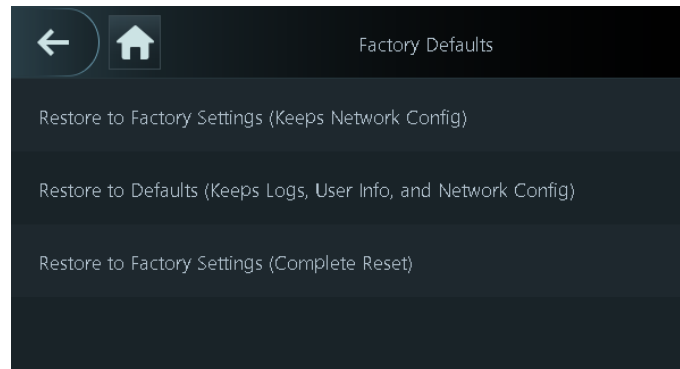 Factory Defaults
Restore to Factory Settings (Keeps Network Config)
Restore to Defaults (Keeps Logs, User Info, and Network Config)
Restore to Factory Settings (Complete Reset)